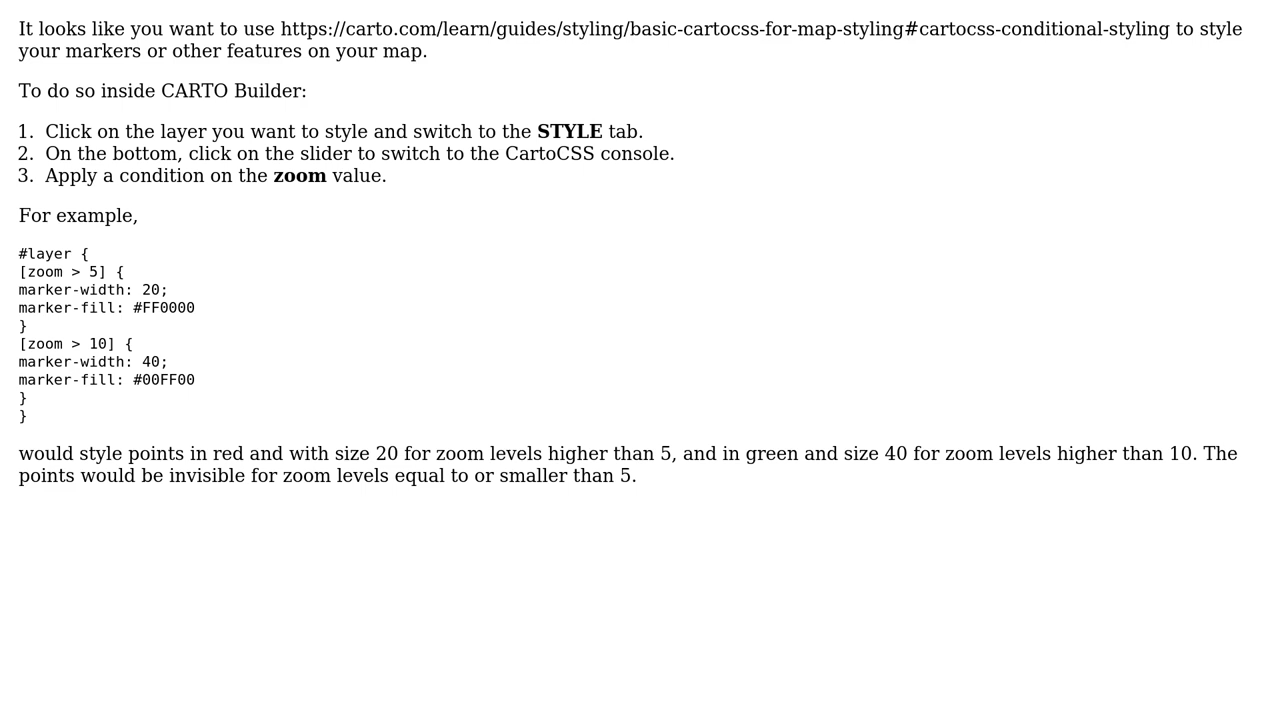 It looks like you want to use https://carto.com/learn/guides/styling/basic-cartocss-for-map-styling#cartocss-conditional-styling to style
your markers or other features on your map.
To do so inside CARTO Builder:
1. Click on the layer you want to style and switch to the STYLE tab.
2. On the bottom, click on the slider to switch to the CartoCSS console.
3. Apply a condition on the zoom value.
For example,
#layer {
[zoom > 5] {
marker-width: 20;
marker-fill: #FF0000
}
[zoom > 10] {
marker-width: 40;
marker-fill: #00FF00
}
}
would style points in red and with size 20 for zoom levels higher than 5, and in green and size 40 for zoom levels higher than 10. The
points would be invisible for zoom levels equal to or smaller than 5.